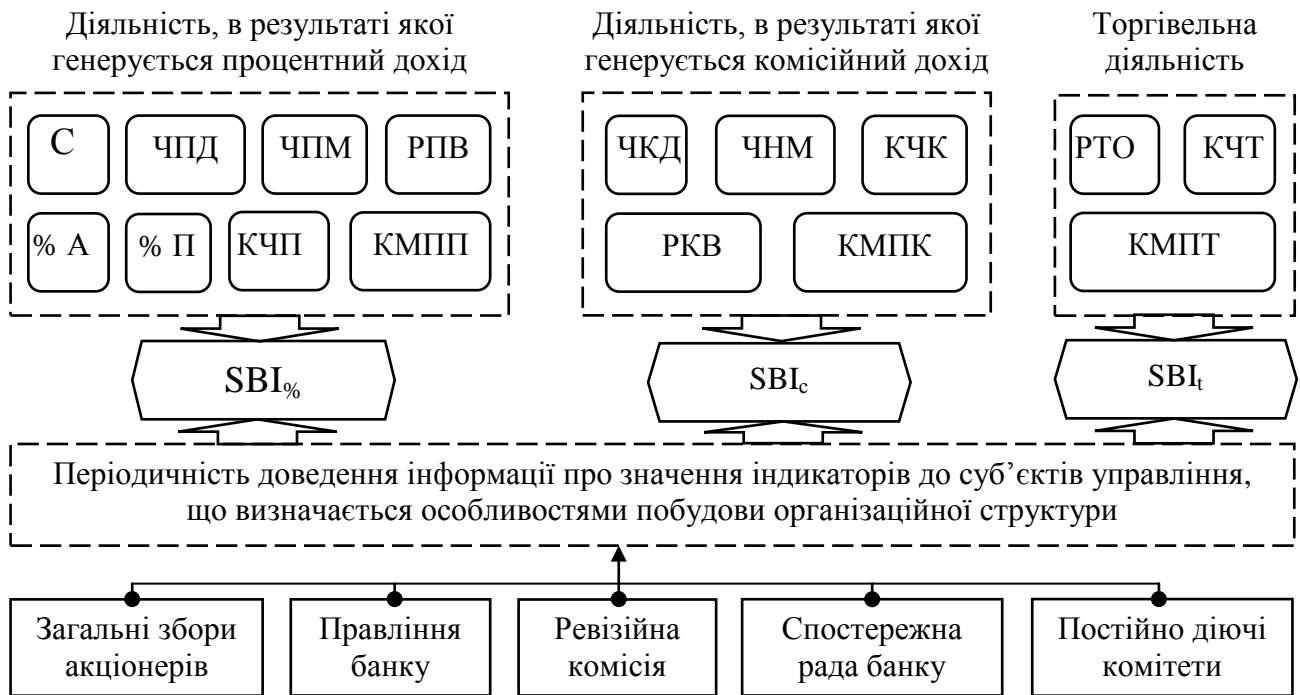 Діяльність, в результаті якої
генерується процентний дохід
Діяльність, в результаті якої
генерується комісійний дохід
Торгівельна
діяльність
С
ЧПД
ЧПМ
РПВ
% А
% П
КЧП
КМПП
ЧКД
ЧНМ
КЧК
РКВ
КМПК
РТО
КЧТ
КМПТ
SBI%
SBIc
SBIt
Періодичність доведення інформації про значення індикаторів до суб’єктів управління,
що визначається особливостями побудови організаційної структури
Загальні збори
акціонерів
Правління
банку
Ревізійна
комісія
Спостережна
рада банку
Постійно діючі
комітети